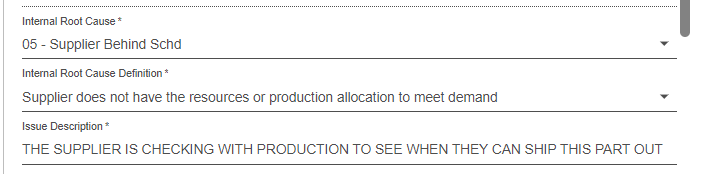 Internal Root Cause *
05 - Supplier Behind Schd
Internal Root Cause Definition *
Supplier does not have the resources or production allocation to meet demand
Issue Description *
THE SUPPLIER IS CHECKING WITH PRODUCTION TO SEE WHEN THEY CAN SHIP THIS PART OUT